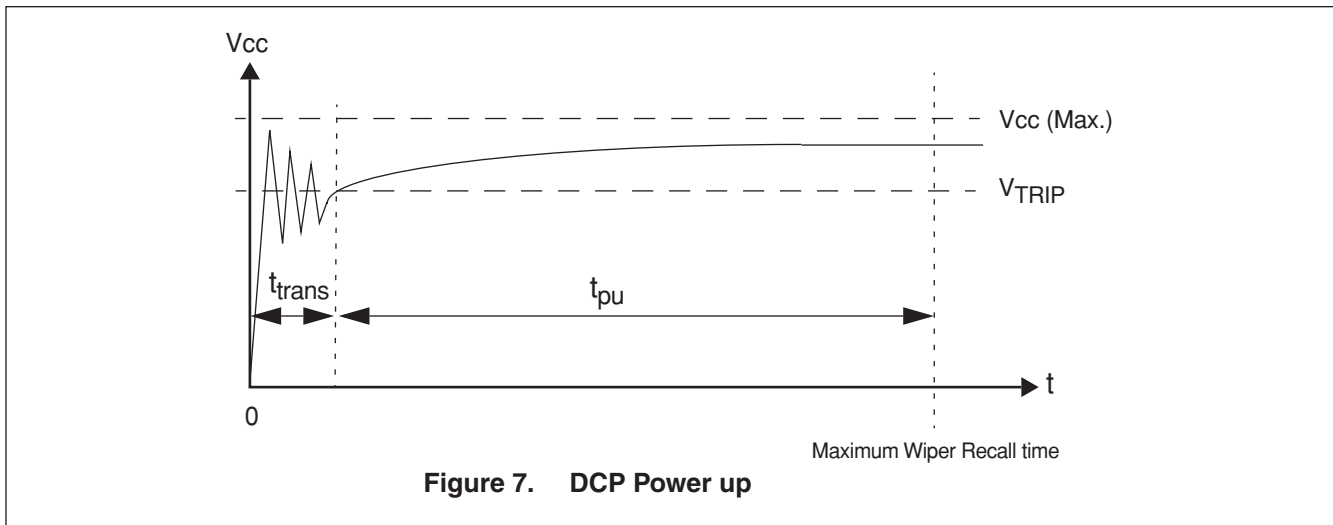 Vcc
Vcc (Max.)
VTRIP
ttrans
tpu
t
0
Maximum Wiper Recall time
Figure 7. DCP Power up